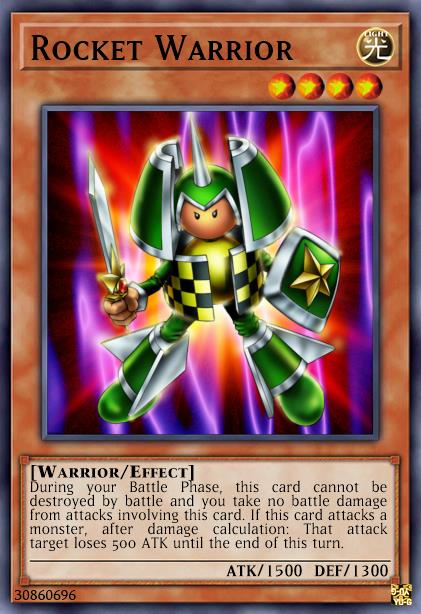 ROCKET WARRIOR
LIGHT
光
[WARRIOR/EFFECT]
During your Battle Phase, this card cannot be
destroyed by battle and you take no battle damage
from attacks involving this card. If this card attacks a
monster, after damage calculation: That attack
target loses 500 ATK until the end of this turn.
ATK/1500 DEF/1300
30860696